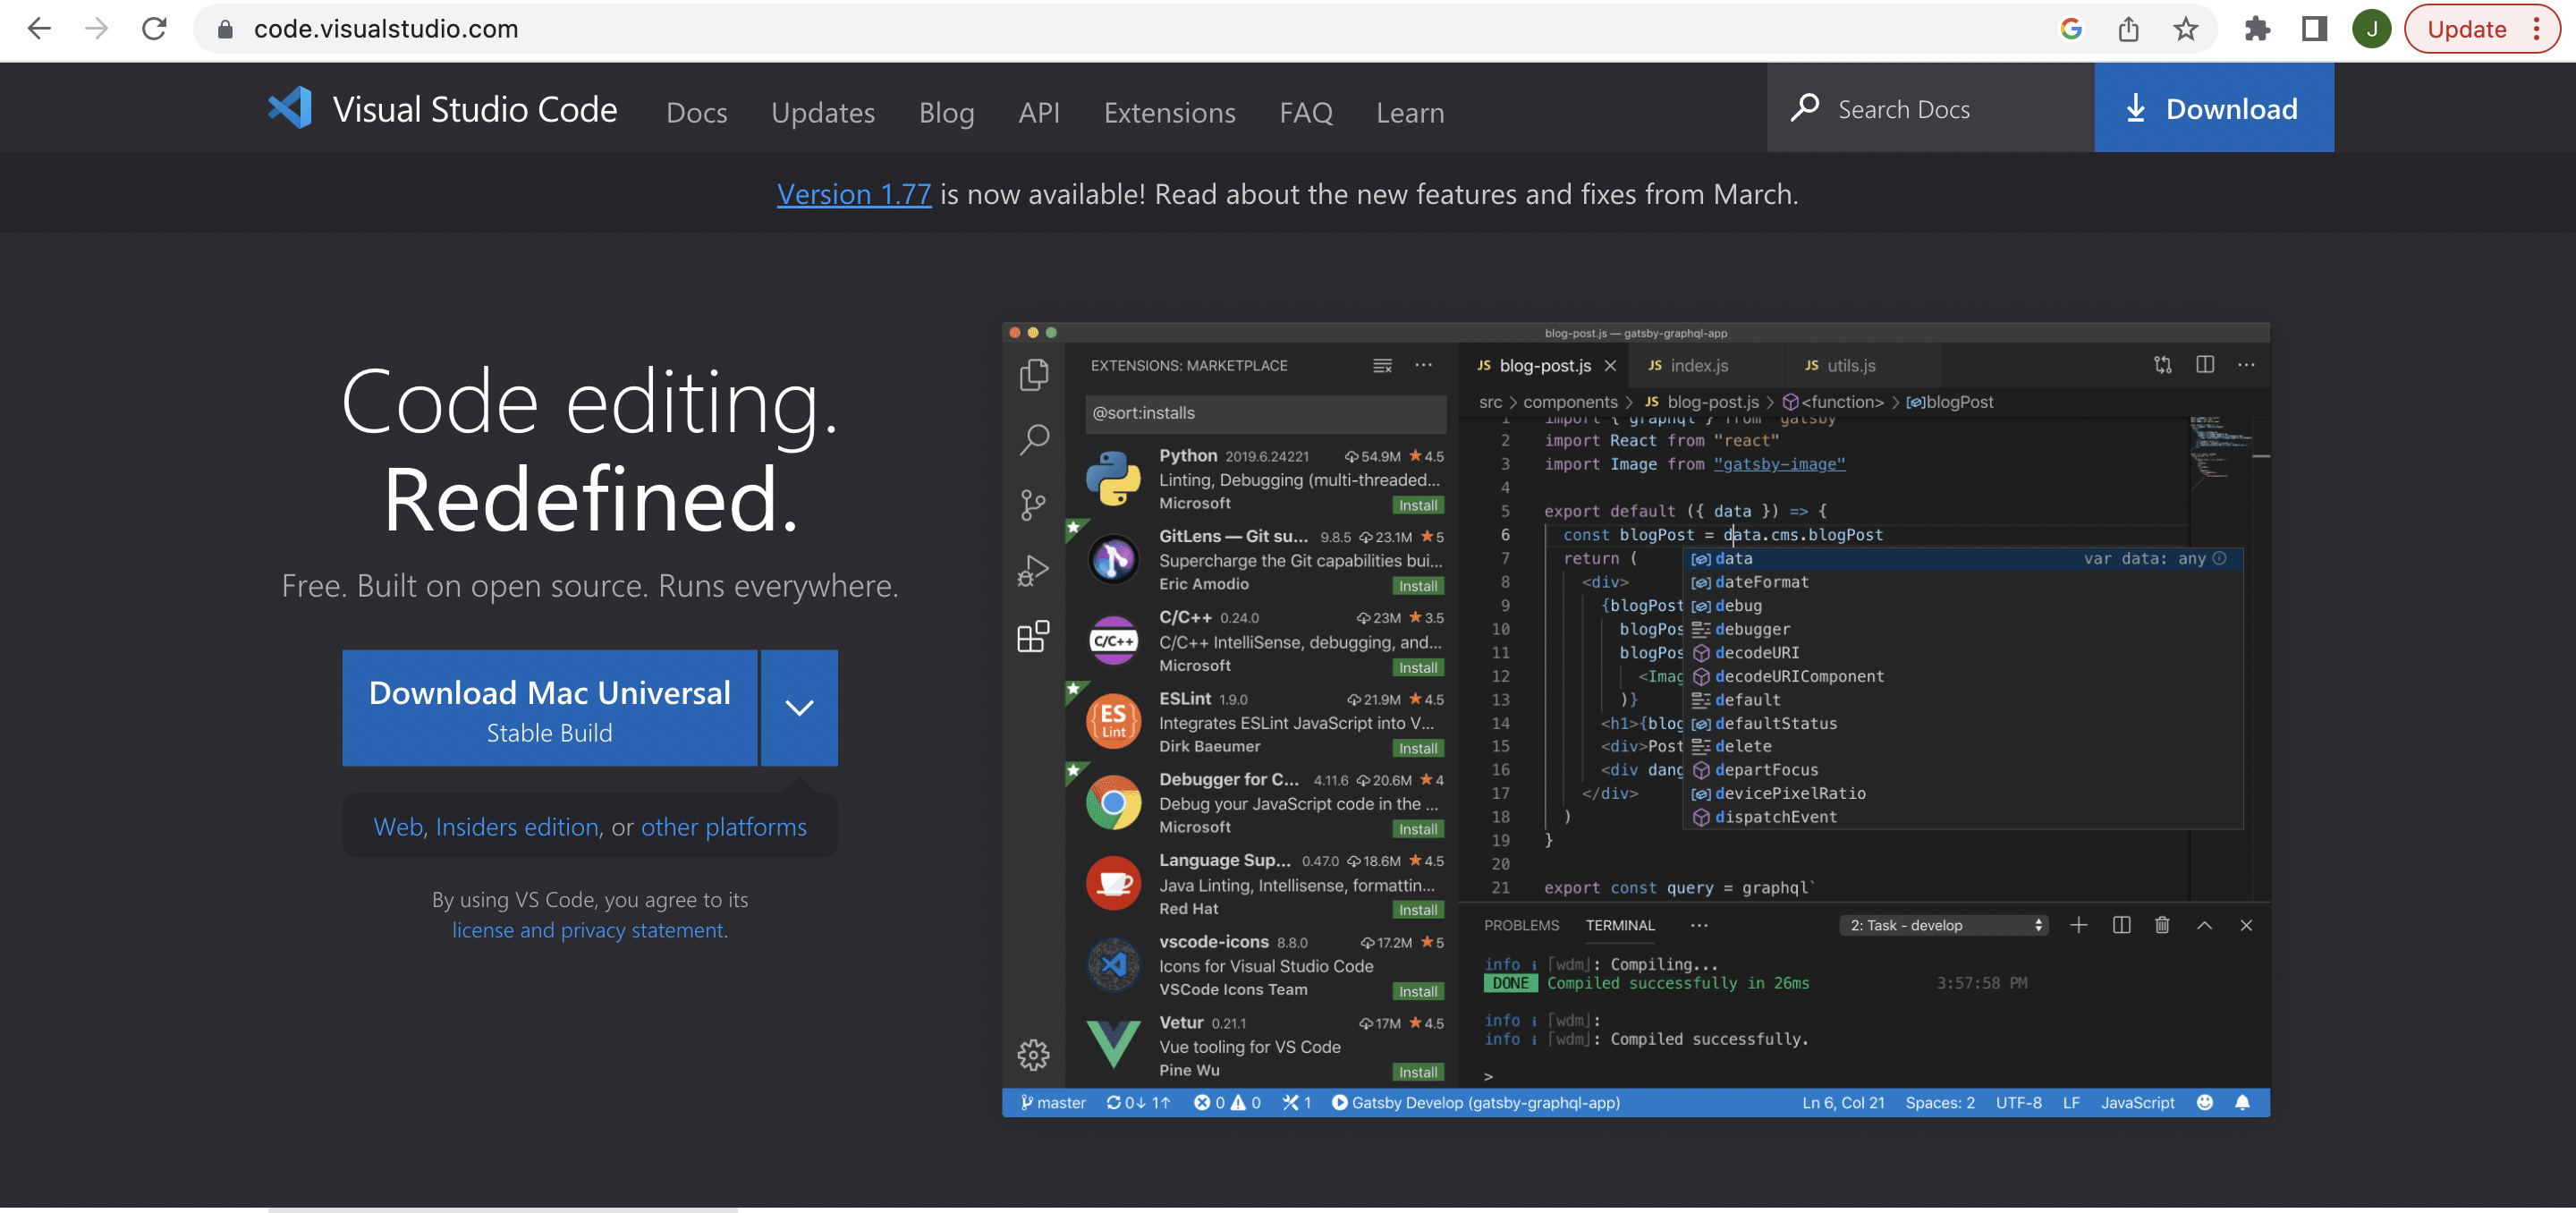 code.visualstudio.com
J
Update
Visual Studio Code Docs Updates Blog API Extensions FAQ Learn
Search Docs
Download
Version 1.77 is now available! Read about the new features and fixes from March.
Code editing.
Redefined.
Free. Built on open source. Runs everywhere.
Download Mac Universal
Stable Build
Web, Insiders edition, or other platforms
By using VS Code, you agree to its
license and privacy statement.
blog-post.js — gatsby-graphql-app
EXTENSIONS: MARKETPLACE
@sort:installs
Python 2019.6.24221 54.9M ★ 4.5
Linting, Debugging (multi-threaded...
Microsoft Install
GitLens — Git su... 9.8.5 23.1M ★ 5
Supercharge the Git capabilities bui...
Eric Amodio Install
C/C++
C/C++ 0.24.0 23M ★ 3.5
C/C++ IntelliSense, debugging, and...
Microsoft Install
ES
Lint
ESLint 1.9.0 21.9M ★ 4.5
Integrates ESLint JavaScript into V...
Dirk Baeumer Install
Debugger for C... 4.11.6 20.6M ★ 4
Debug your JavaScript code in the ...
Microsoft Install
Language Sup... 0.47.0 18.6M ★ 4.5
Java Linting, Intellisense, formattin...
Red Hat Install
vscode-icons 8.8.0 17.2M ★ 5
Icons for Visual Studio Code
VSCode Icons Team Install
Vetur 0.21.1 17M ★ 4.5
Vue tooling for VS Code
Pine Wu Install
JS blog-post.js JS index.js JS utils.js
src > components > JS blog-post.js > <function> > blogPost
1 import { graphql } from "gatsby"
2 import React from "react"
3 import Image from "gatsby-image"
4
5 export default ({ data }) => {
6 const blogPost = data.cms.blogPost
7 return (
8 <div>
9 {blogPost
10 blogPos
11 blogPos
12 <Imag
13 )}
14 <h1>{blog
15 <div>Post
16 <div dang
17 </div>
18 )
19 }
20
21 export const query = graphql`
data var data: any
dateFormat
debug
debugger
decodeURI
decodeURIComponent
default
defaultStatus
delete
departFocus
devicePixelRatio
dispatchEvent
PROBLEMS TERMINAL ... 2: Task - develop
info i ｢wdm｣: Compiling...
DONE Compiled successfully in 26ms 3:57:58 PM
info i ｢wdm｣:
info i ｢wdm｣: Compiled successfully.
>
master 0↓ 1↑ 0 0 1 Gatsby Develop (gatsby-graphql-app) Ln 6, Col 21 Spaces: 2 UTF-8 LF JavaScript